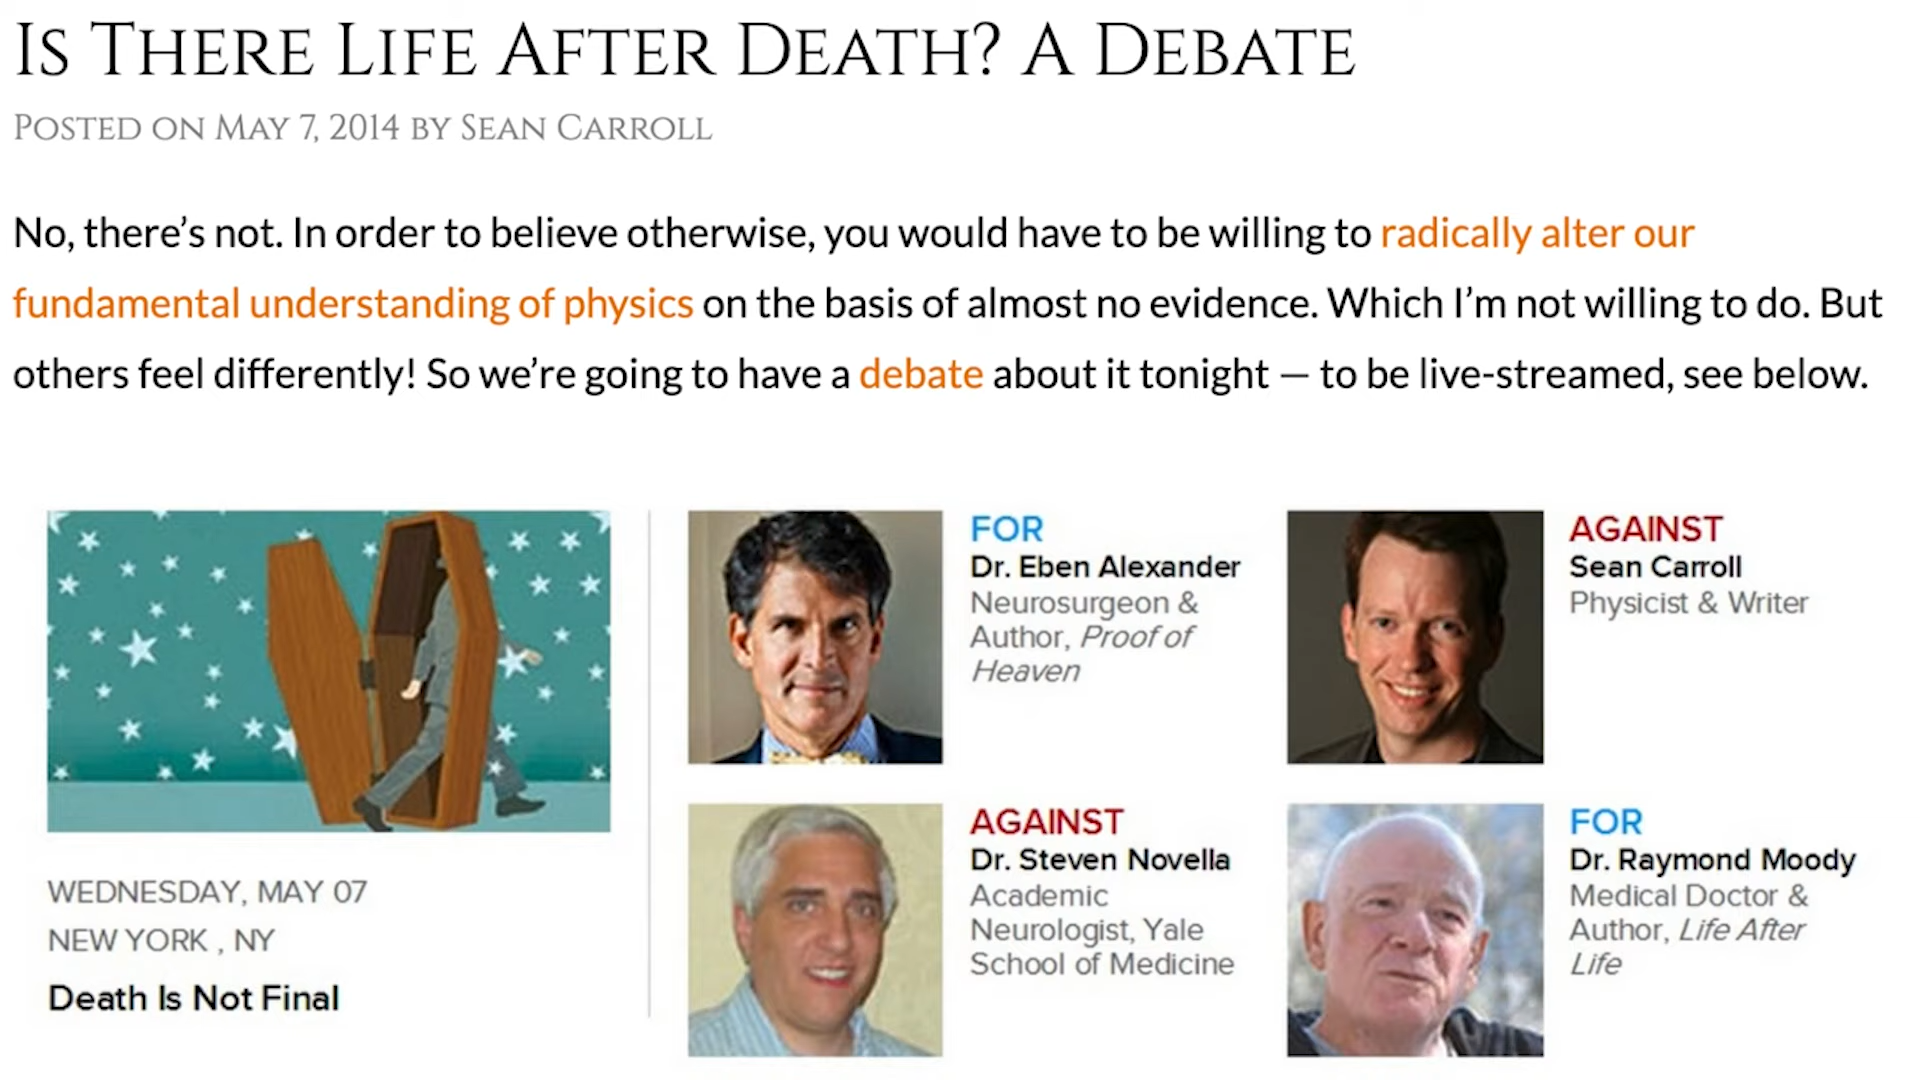 Is There Life After Death? A Debate
Posted on May 7, 2014 by Sean Carroll
No, there’s not. In order to believe otherwise, you would have to be willing to radically alter our
fundamental understanding of physics on the basis of almost no evidence. Which I’m not willing to do. But
others feel differently! So we’re going to have a debate about it tonight — to be live-streamed, see below.
WEDNESDAY, MAY 07
NEW YORK , NY
Death Is Not Final
FOR
Dr. Eben Alexander
Neurosurgeon &
Author, Proof of
Heaven
AGAINST
Sean Carroll
Physicist & Writer
AGAINST
Dr. Steven Novella
Academic
Neurologist, Yale
School of Medicine
FOR
Dr. Raymond Moody
Medical Doctor &
Author, Life After
Life